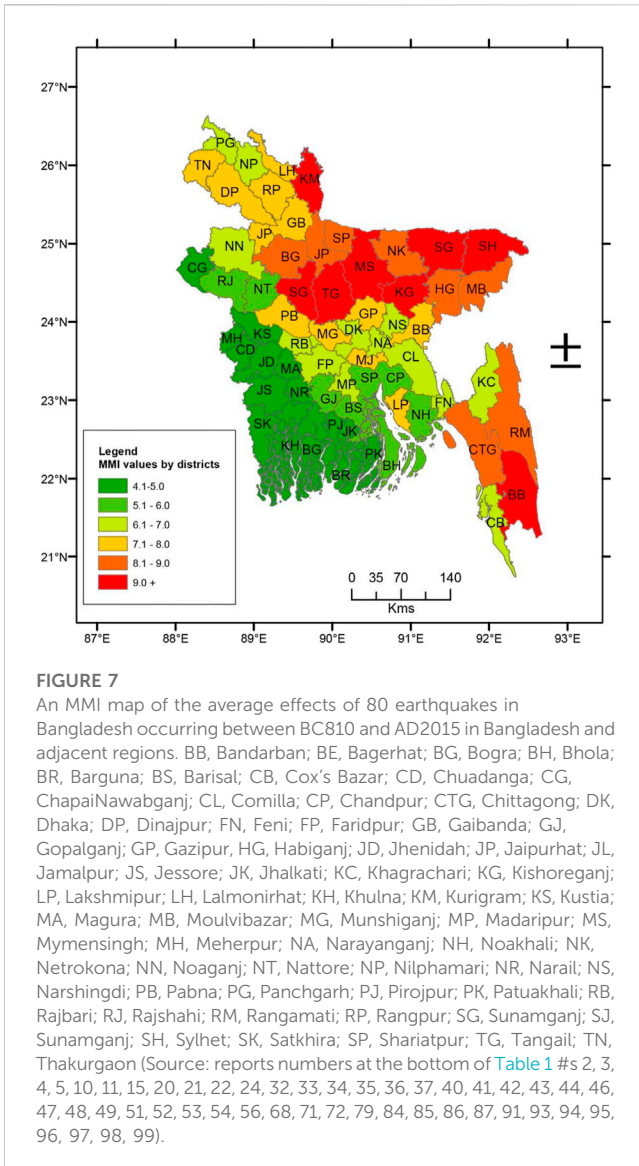 27°N
26°N
25°N
24°N
23°N
22°N
21°N
PG
TN
NP
LH
KM
DP
RP
GB
JP
SP
NN
BG
JP
NK
SG
SH
CG
MS
RJ
NT
SG
TG
KG
HG
MB
PB
GP
MG
DK
NS
BB
MH
KS
CD
RB
NA
CL
JD
FP
MJ
MA
SP
CP
KC
JS
NR
MP
GJ
BS
LP
NH
FN
RM
SK
PJ
JK
CTG
KH
BG
PK
BH
BR
BB
CB
Legend
MMI values by districts
4.1-5.0
5.1 - 6.0
6.1 - 7.0
7.1 - 8.0
8.1 - 9.0
9.0 +
0 35 70 140
Kms
87°E 88°E 89°E 90°E 91°E 92°E 93°E
FIGURE 7
An MMI map of the average effects of 80 earthquakes in
Bangladesh occurring between BC810 and AD2015 in Bangladesh and
adjacent regions. BB, Bandarban; BE, Bagerhat; BG, Bogra; BH, Bhola;
BR, Barguna; BS, Barisal; CB, Cox's Bazar; CD, Chuadanga; CG,
ChapaiNawabganj; CL, Comilla; CP, Chandpur; CTG, Chittagong; DK,
Dhaka; DP, Dinajpur; FN, Feni; FP, Faridpur; GB, Gaibanda; GJ,
Gopalganj; GP, Gazipur, HG, Habiganj; JD, Jhenidah; JP, Jaipurhat; JL,
Jamalpur; JS, Jessore; JK, Jhalkati; KC, Khagrachari; KG, Kishoreganj;
LP, Lakshmipur; LH, Lalmonirhat; KH, Khulna; KM, Kurigram; KS, Kustia;
MA, Magura; MB, Moulvibazar; MG, Munshiganj; MP, Madaripur; MS,
Mymensingh; MH, Meherpur; NA, Narayanganj; NH, Noakhali; NK,
Netrokona; NN, Noaganj; NT, Nattore; NP, Nilphamari; NR, Narail; NS,
Narshingdi; PB, Pabna; PG, Panchgarh; PJ, Pirojpur; PK, Patuakhali; RB,
Rajbari; RJ, Rajshahi; RM, Rangamati; RP, Rangpur; SG, Sunamganj; SJ,
Sunamganj; SH, Sylhet; SK, Satkhira; SP, Shariatpur; TG, Tangail; TN,
Thakurgaon (Source: reports numbers at the bottom of Table 1 #s 2, 3,
4, 5, 10, 11, 15, 20, 21, 22, 24, 32, 33, 34, 35, 36, 37, 40, 41, 42, 43, 44, 46,
47, 48, 49, 51, 52, 53, 54, 56, 68, 71, 72, 79, 84, 85, 86, 87, 91, 93, 94, 95,
96, 97, 98, 99).